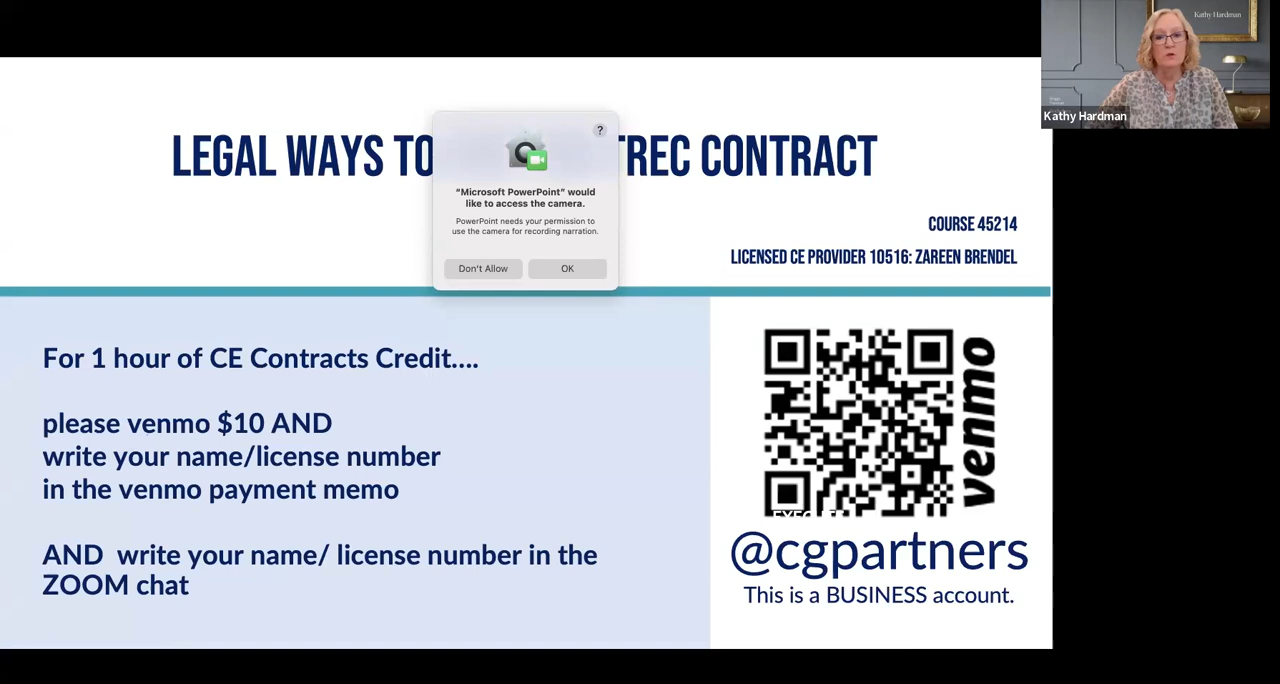 Kathy Hardman
Kathy Hardman
LEGAL WAYS TO TREC CONTRACT
?
“Microsoft PowerPoint” would
like to access the camera.
PowerPoint needs your permission to
use the camera for recording narration.
Don't Allow
OK
COURSE 45214
LICENSED CE PROVIDER 10516: ZAREEN BRENDEL
For 1 hour of CE Contracts Credit....
please venmo $10 AND
write your name/license number
in the venmo payment memo
AND write your name/ license number in the
ZOOM chat
venmo
@cgpartners
This is a BUSINESS account.